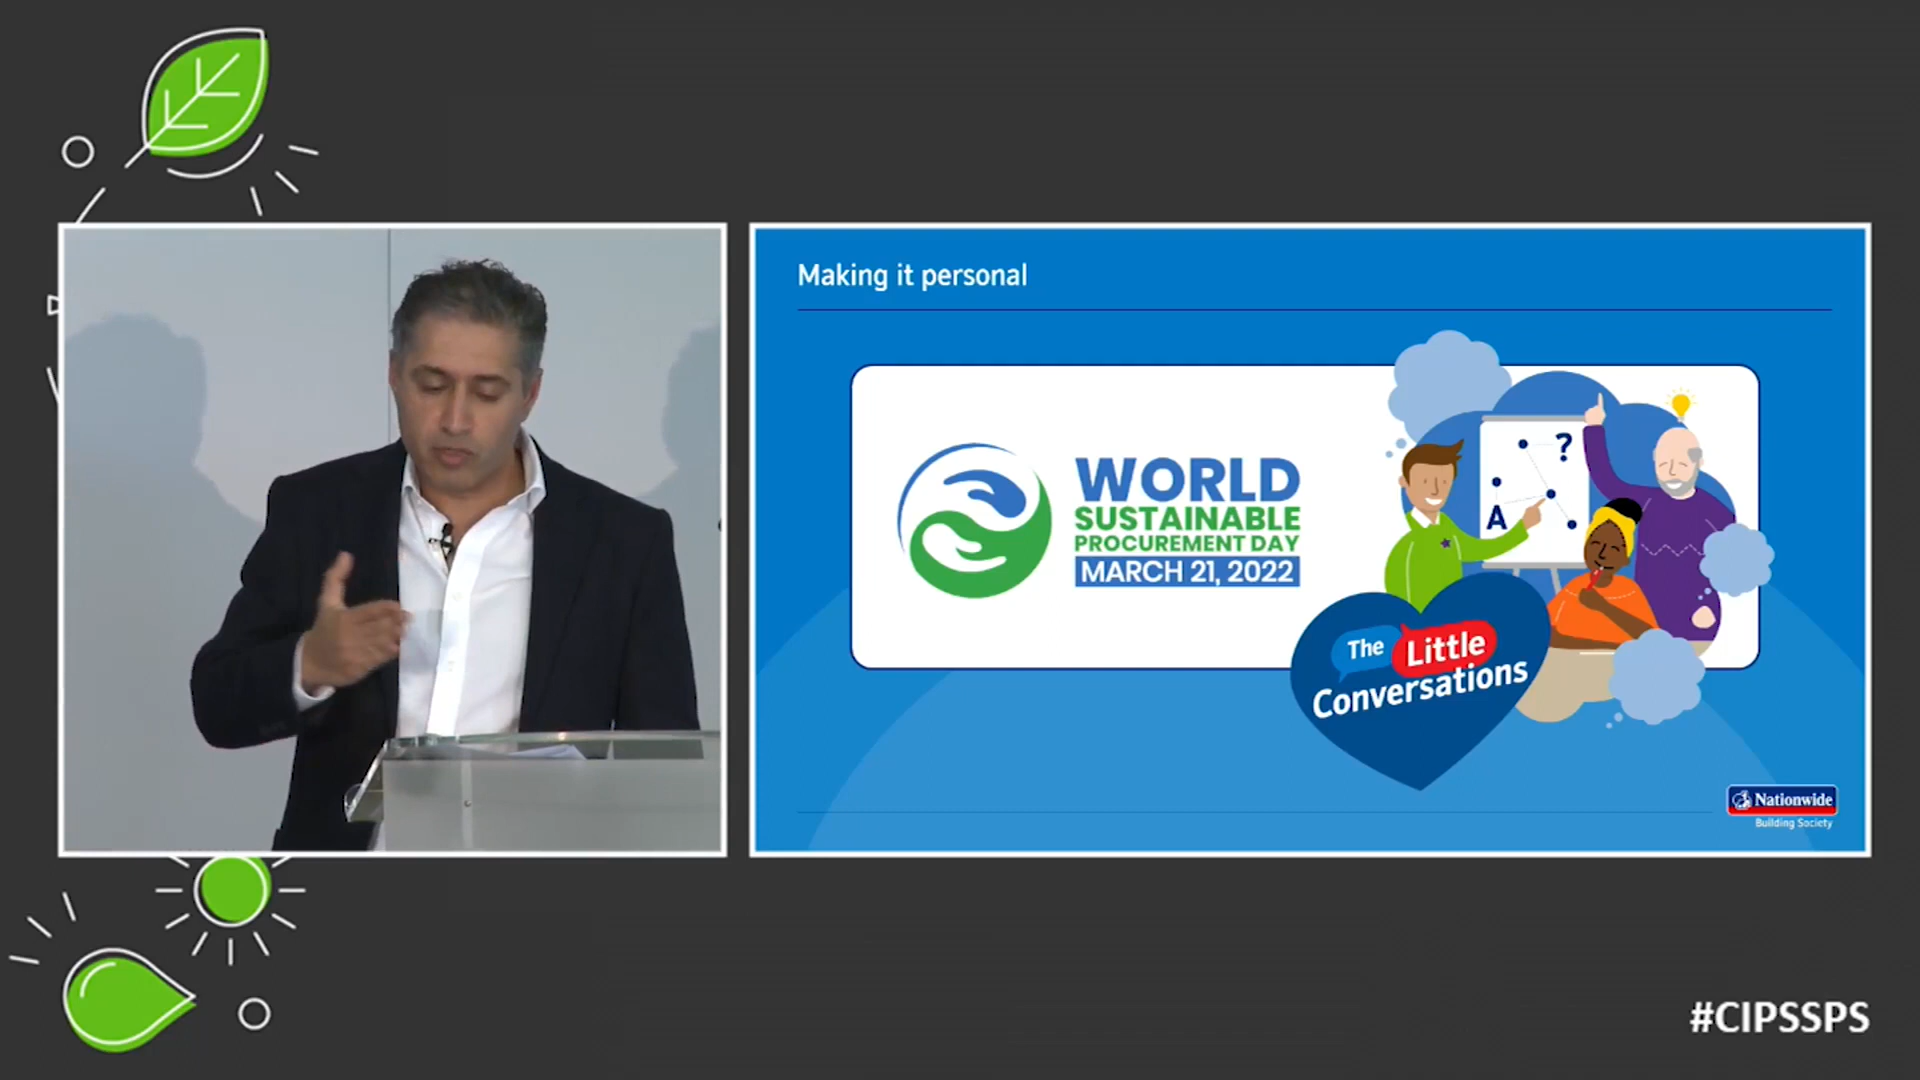 Making it personal
WORLD
SUSTAINABLE
PROCUREMENT DAY
MARCH 21, 2022
?
A
The Little
Conversations
Nationwide
Building Society
#CIPSSPS